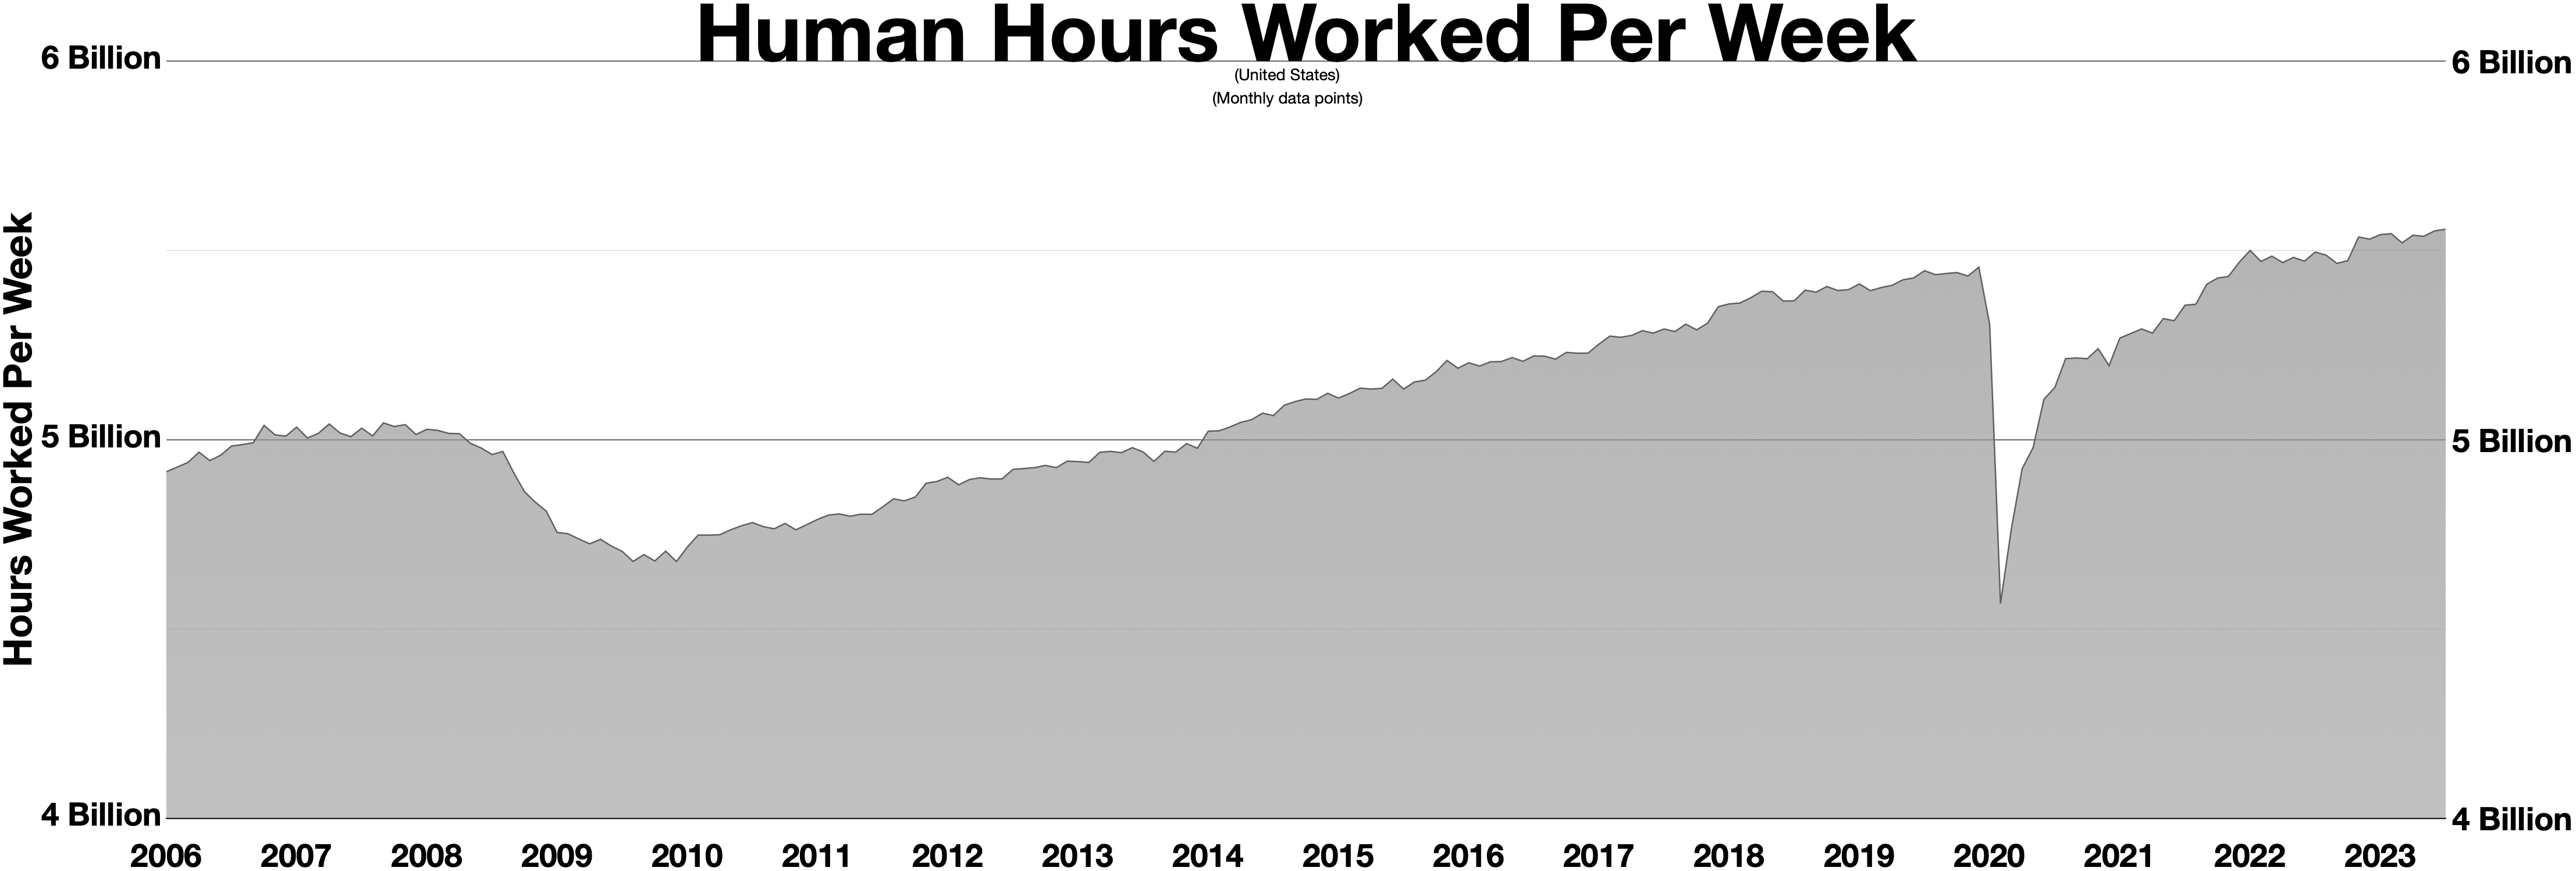 Human Hours Worked Per Week
6 Billion
6 Billion
(United States)
(Monthly data points)
Hours Worked Per Week
5 Billion
5 Billion
4 Billion
4 Billion
2006 2007 2008 2009 2010 2011 2012 2013 2014 2015 2016 2017 2018 2019 2020 2021 2022 2023